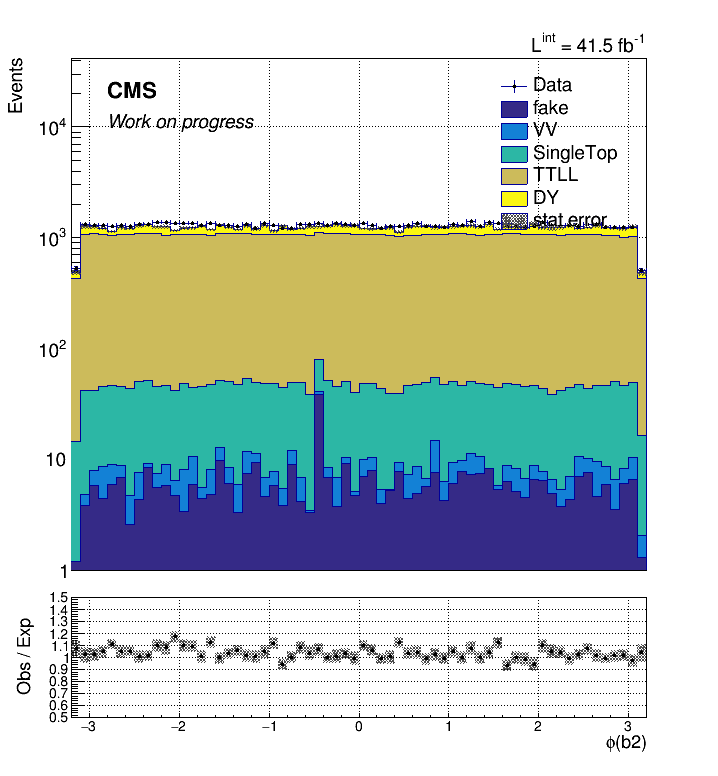 L^int = 41.5 fb^-1
Events
CMS
Work on progress
Data
fake
VV
SingleTop
TTLL
DY
stat.error
10^4
10^3
10^2
10
1
Obs / Exp
1.5
1.4
1.3
1.2
1.1
1
0.9
0.8
0.7
0.6
0.5
−3 −2 −1 0 1 2 3
ϕ(b2)